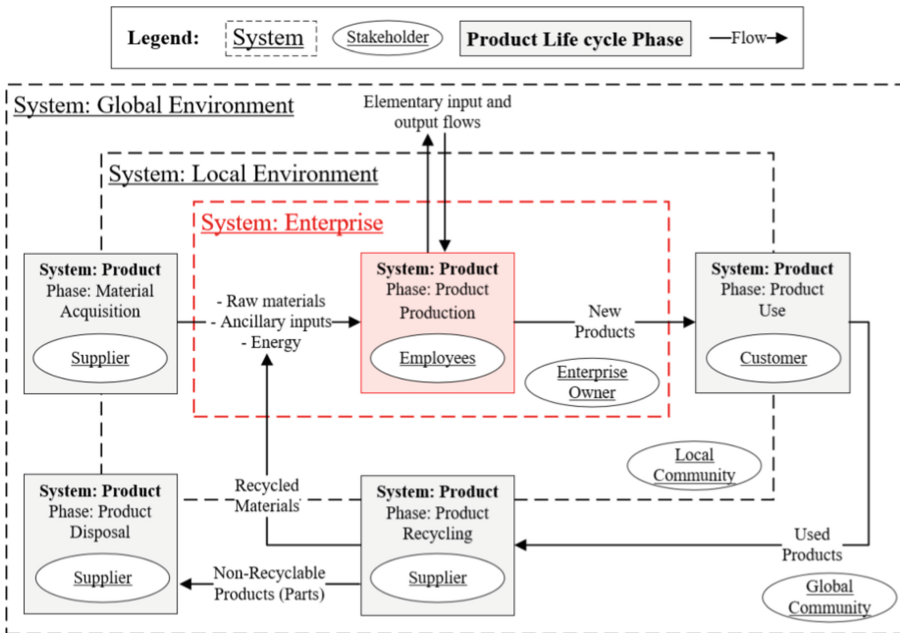 Legend:
System
Stakeholder
Product Life cycle Phase
Flow
System: Global Environment
Elementary input and
output flows
System: Local Environment
System: Enterprise
System: Product
Phase: Material
Acquisition
Supplier
- Raw materials
- Ancillary inputs
- Energy
System: Product
Phase: Product
Production
Employees
New
Products
Enterprise
Owner
System: Product
Phase: Product
Use
Customer
Local
Community
System: Product
Phase: Product
Disposal
Supplier
Recycled
Materials
Non-Recyclable
Products (Parts)
System: Product
Phase: Product
Recycling
Supplier
Used
Products
Global
Community